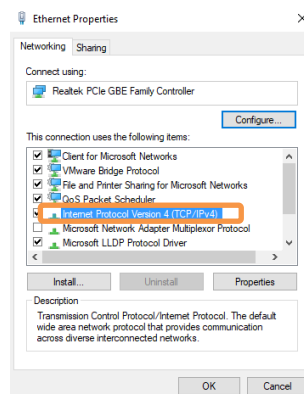 Ethernet Properties
Networking
Sharing
Connect using:
Realtek PCIe GBE Family Controller
Configure...
This connection uses the following items:
Client for Microsoft Networks
VMware Bridge Protocol
File and Printer Sharing for Microsoft Networks
QoS Packet Scheduler
Internet Protocol Version 4 (TCP/IPv4)
Microsoft Network Adapter Multiplexor Protocol
Microsoft LLDP Protocol Driver
Install...
Uninstall
Properties
Description
Transmission Control Protocol/Internet Protocol. The default
wide area network protocol that provides communication
across diverse interconnected networks.
OK
Cancel